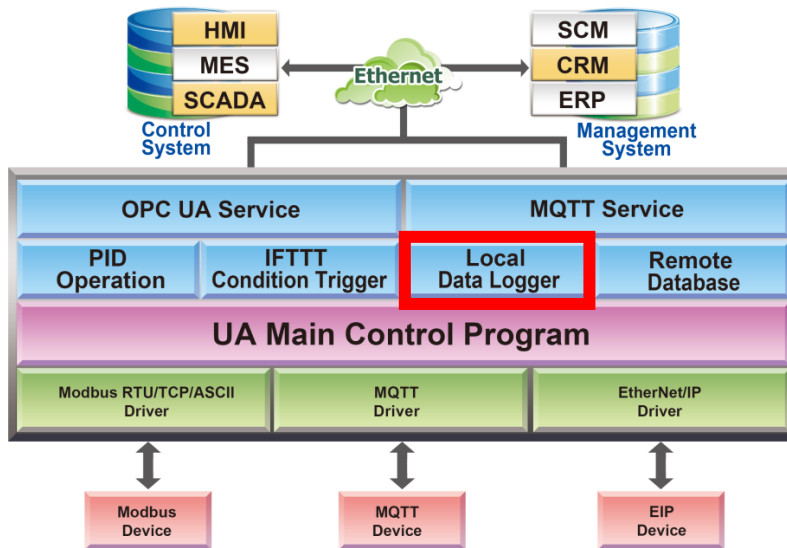 HMI
MES
SCADA
Control
System
Ethernet
SCM
CRM
ERP
Management
System
OPC UA Service
MQTT Service
PID
Operation
IFTTT
Condition Trigger
Local
Data Logger
Remote
Database
UA Main Control Program
Modbus RTU/TCP/ASCII
Driver
MQTT
Driver
EtherNet/IP
Driver
Modbus
Device
MQTT
Device
EIP
Device